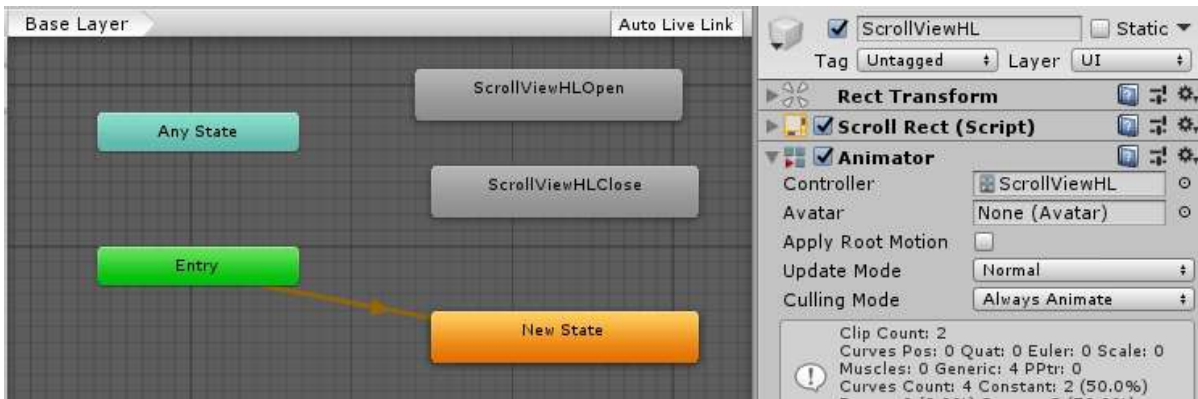 Base Layer
Auto Live Link
ScrollViewHLOpen
Any State
ScrollViewHLClose
Entry
New State
ScrollViewHL
Static
Tag Untagged Layer UI
Rect Transform
Scroll Rect (Script)
Animator
Controller ScrollViewHL
Avatar None (Avatar)
Apply Root Motion
Update Mode Normal
Culling Mode Always Animate
Clip Count: 2
Curves Pos: 0 Quat: 0 Euler: 0 Scale: 0
Muscles: 0 Generic: 4 PPtr: 0
Curves Count: 4 Constant: 2 (50.0%)